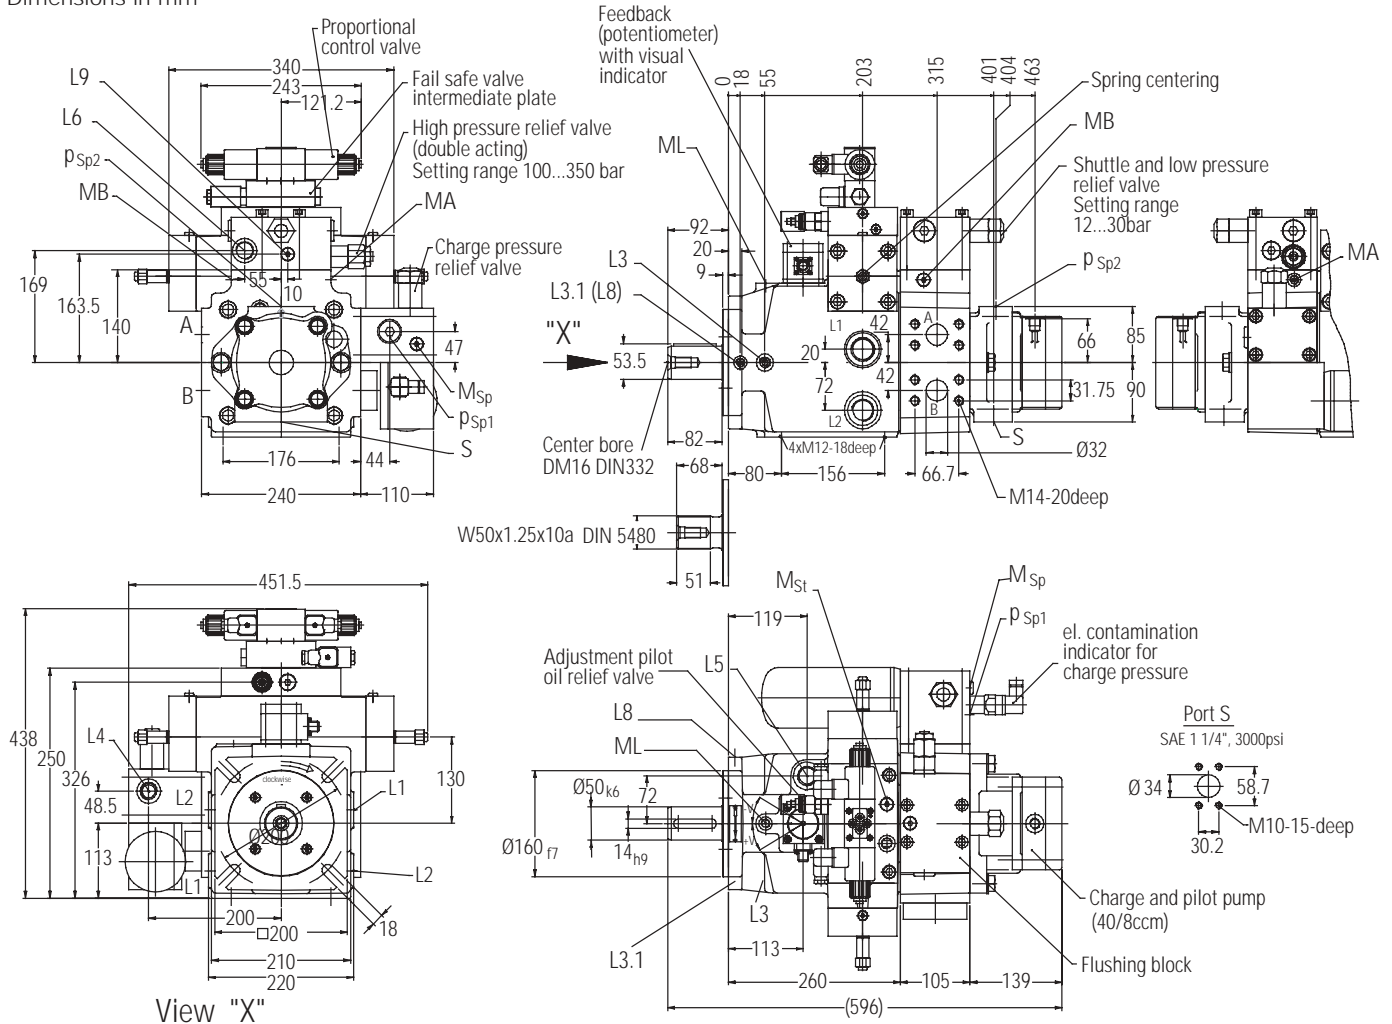 Dimensions in mm
Proportional
control valve
340
243
121.2
L9
L6
pSp2
MB
Fail safe valve
intermediate plate
High pressure relief valve
(double acting)
Setting range 100...350 bar
MA
Charge pressure
relief valve
169
163.5
140
55
10
A
B
47
MSp
pSp1
S
176
44
240
110
Feedback
(potentiometer)
with visual
indicator
0
18
55
203
315
401
404
463
Spring centering
MB
ML
Shuttle and low pressure
relief valve
Setting range
12...30bar
pSp2
MA
92
20
9
L3
L3.1 (L8)
"X"
53.5
L1
42
A
20
72
42
L2
B
66
85
31.75
90
S
82
Center bore
DM16 DIN332
4xM12-18deep
80
156
66.7
Ø32
M14-20deep
68
W50x1.25x10a DIN 5480
51
451.5
438
250
326
L4
48.5
113
L2
L1
clockwise
L1
L2
130
200
□200
18
210
220
View "X"
MSt
MSp
pSp1
119
el. contamination
indicator for
charge pressure
Adjustment pilot
oil relief valve
L5
L8
ML
Ø50k6
72
Ø160 f7
14h9
-V
+V
L3
L3.1
113
260
105
139
(596)
Port S
SAE 1 1/4", 3000psi
Ø 34
58.7
M10-15-deep
30.2
Charge and pilot pump
(40/8ccm)
Flushing block